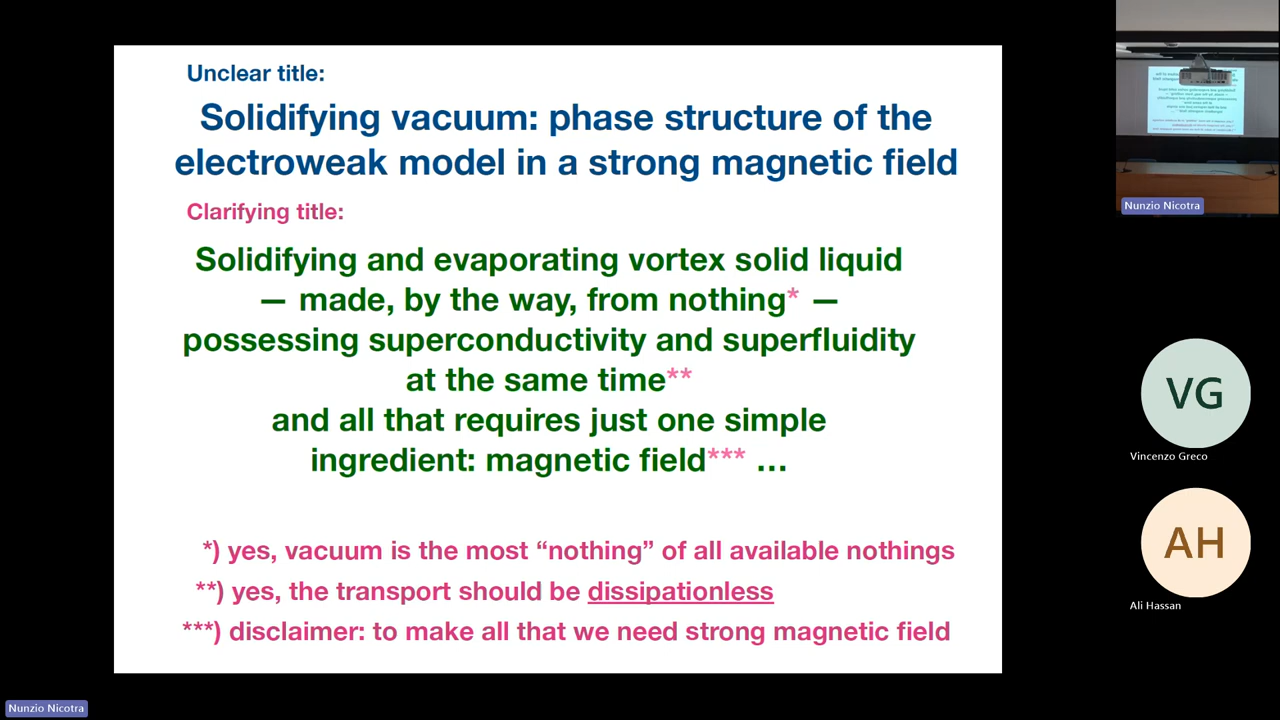 Unclear title:
Solidifying vacuum: phase structure of the
electroweak model in a strong magnetic field
Clarifying title:
Solidifying and evaporating vortex solid liquid
— made, by the way, from nothing* —
possessing superconductivity and superfluidity
at the same time**
and all that requires just one simple
ingredient: magnetic field*** ...
*) yes, vacuum is the most “nothing” of all available nothings
**) yes, the transport should be dissipationless
***) disclaimer: to make all that we need strong magnetic field
Nunzio Nicotra
VG
Vincenzo Greco
AH
Ali Hassan
Nunzio Nicotra